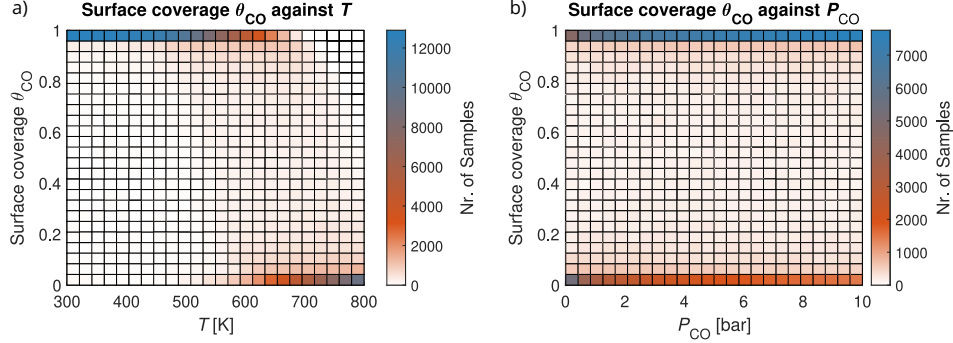 a)
Surface coverage θCO against T
Surface coverage θCO
1
0.8
0.6
0.4
0.2
0
300 400 500 600 700 800
T [K]
12000
10000
8000
6000
4000
2000
0
Nr. of Samples
b)
Surface coverage θCO against PCO
Surface coverage θCO
1
0.8
0.6
0.4
0.2
0
0 2 4 6 8 10
PCO [bar]
7000
6000
5000
4000
3000
2000
1000
0
Nr. of Samples